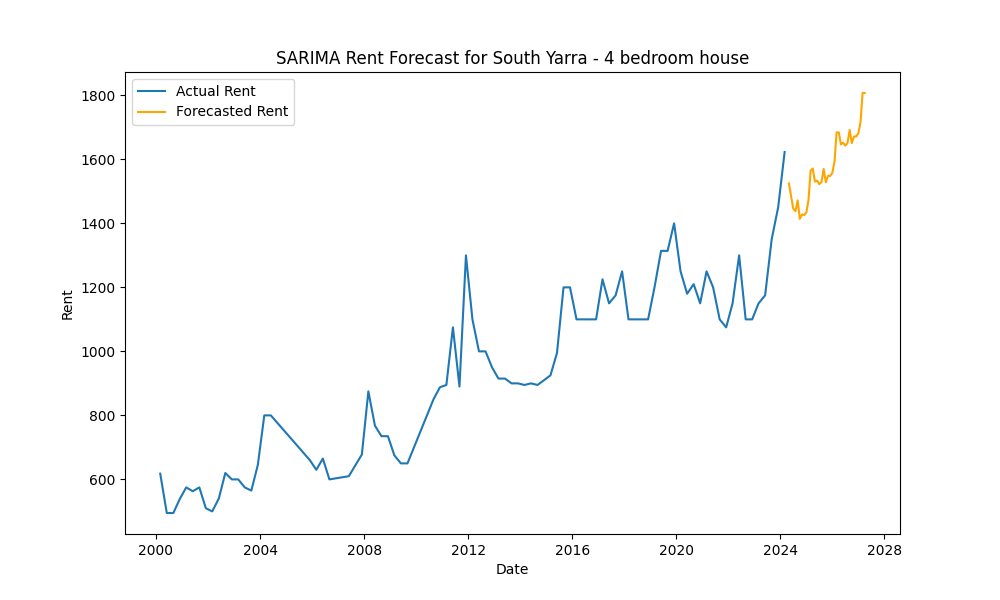 SARIMA Rent Forecast for South Yarra - 4 bedroom house
Actual Rent
Forecasted Rent
1800
1600
1400
1200
1000
800
600
Rent
2000 2004 2008 2012 2016 2020 2024 2028
Date